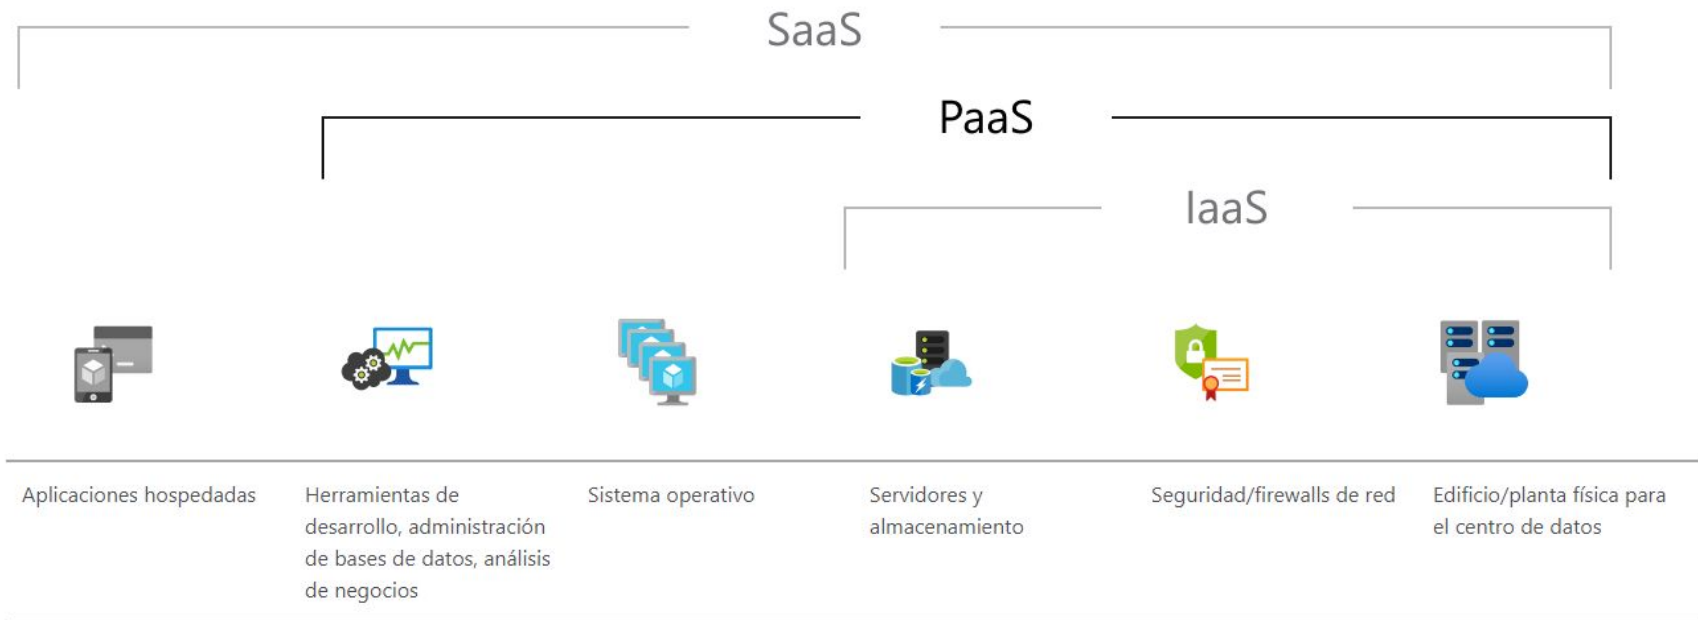 SaaS
PaaS
IaaS
Aplicaciones hospedadas
Herramientas de
desarrollo, administración
de bases de datos, análisis
de negocios
Sistema operativo
Servidores y
almacenamiento
Seguridad/firewalls de red
Edificio/planta física para
el centro de datos